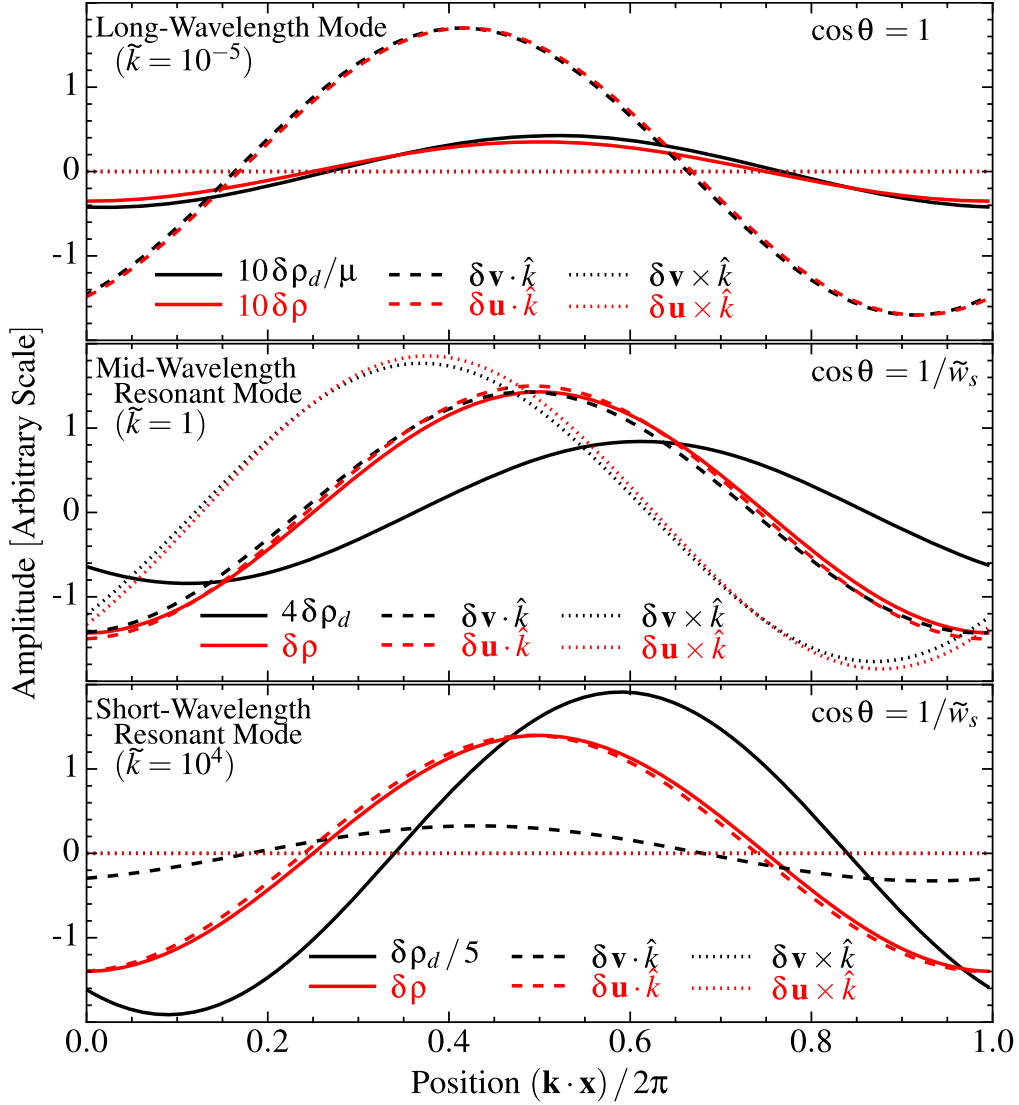 Amplitude [Arbitrary Scale]
Long-Wavelength Mode
(k̃ = 10⁻⁵)
cos θ = 1
1
0
-1
10 δρ_d/μ
δv · k̂
δv × k̂
10 δρ
δu · k̂
δu × k̂
Mid-Wavelength
Resonant Mode
(k̃ = 1)
cos θ = 1/w̃_s
1
0
-1
4 δρ_d
δv · k̂
δv × k̂
δρ
δu · k̂
δu × k̂
Short-Wavelength
Resonant Mode
(k̃ = 10⁴)
cos θ = 1/w̃_s
1
0
-1
δρ_d / 5
δv · k̂
δv × k̂
δρ
δu · k̂
δu × k̂
0.0 0.2 0.4 0.6 0.8 1.0
Position (k · x) / 2π